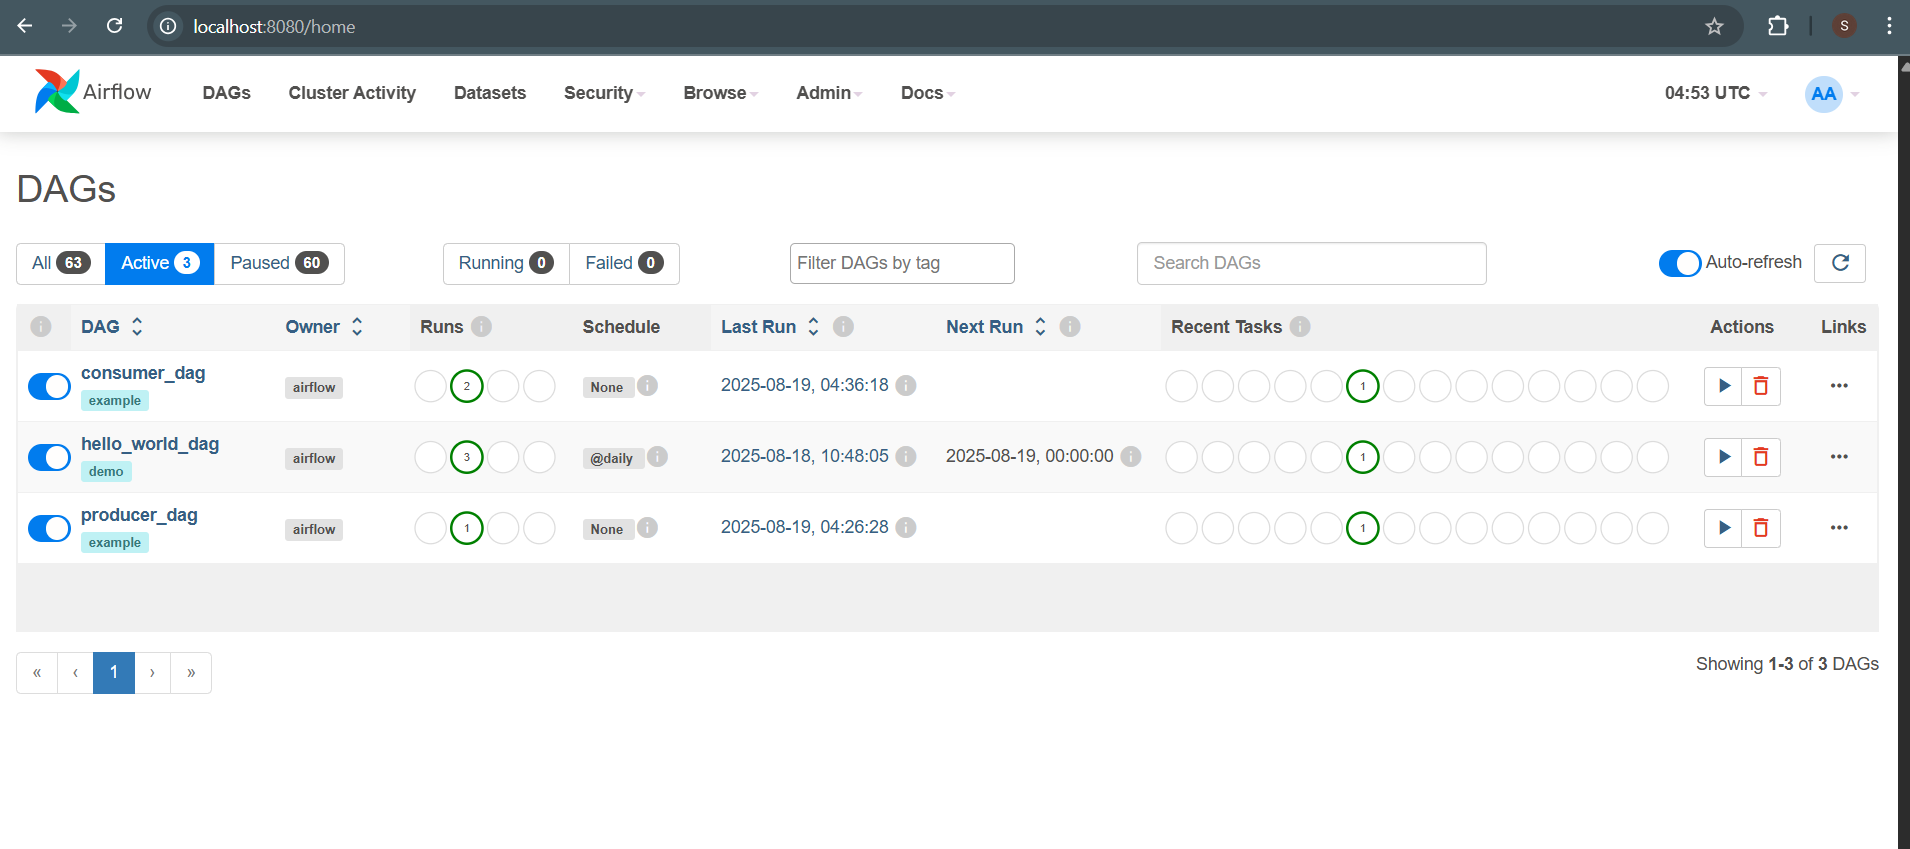 localhost:8080/home
S
Airflow DAGs Cluster Activity Datasets Security Browse Admin Docs 04:53 UTC AA
DAGs
All 63 Active 3 Paused 60 Running 0 Failed 0 Filter DAGs by tag Search DAGs Auto-refresh
i DAG Owner Runs i Schedule Last Run i Next Run i Recent Tasks i Actions Links
consumer_dag
example
airflow 2 None i 2025-08-19, 04:36:18 i 1
hello_world_dag
demo
airflow 3 @daily i 2025-08-18, 10:48:05 i 2025-08-19, 00:00:00 i 1
producer_dag
example
airflow 1 None i 2025-08-19, 04:26:28 i 1
« ‹ 1 › »
Showing 1-3 of 3 DAGs